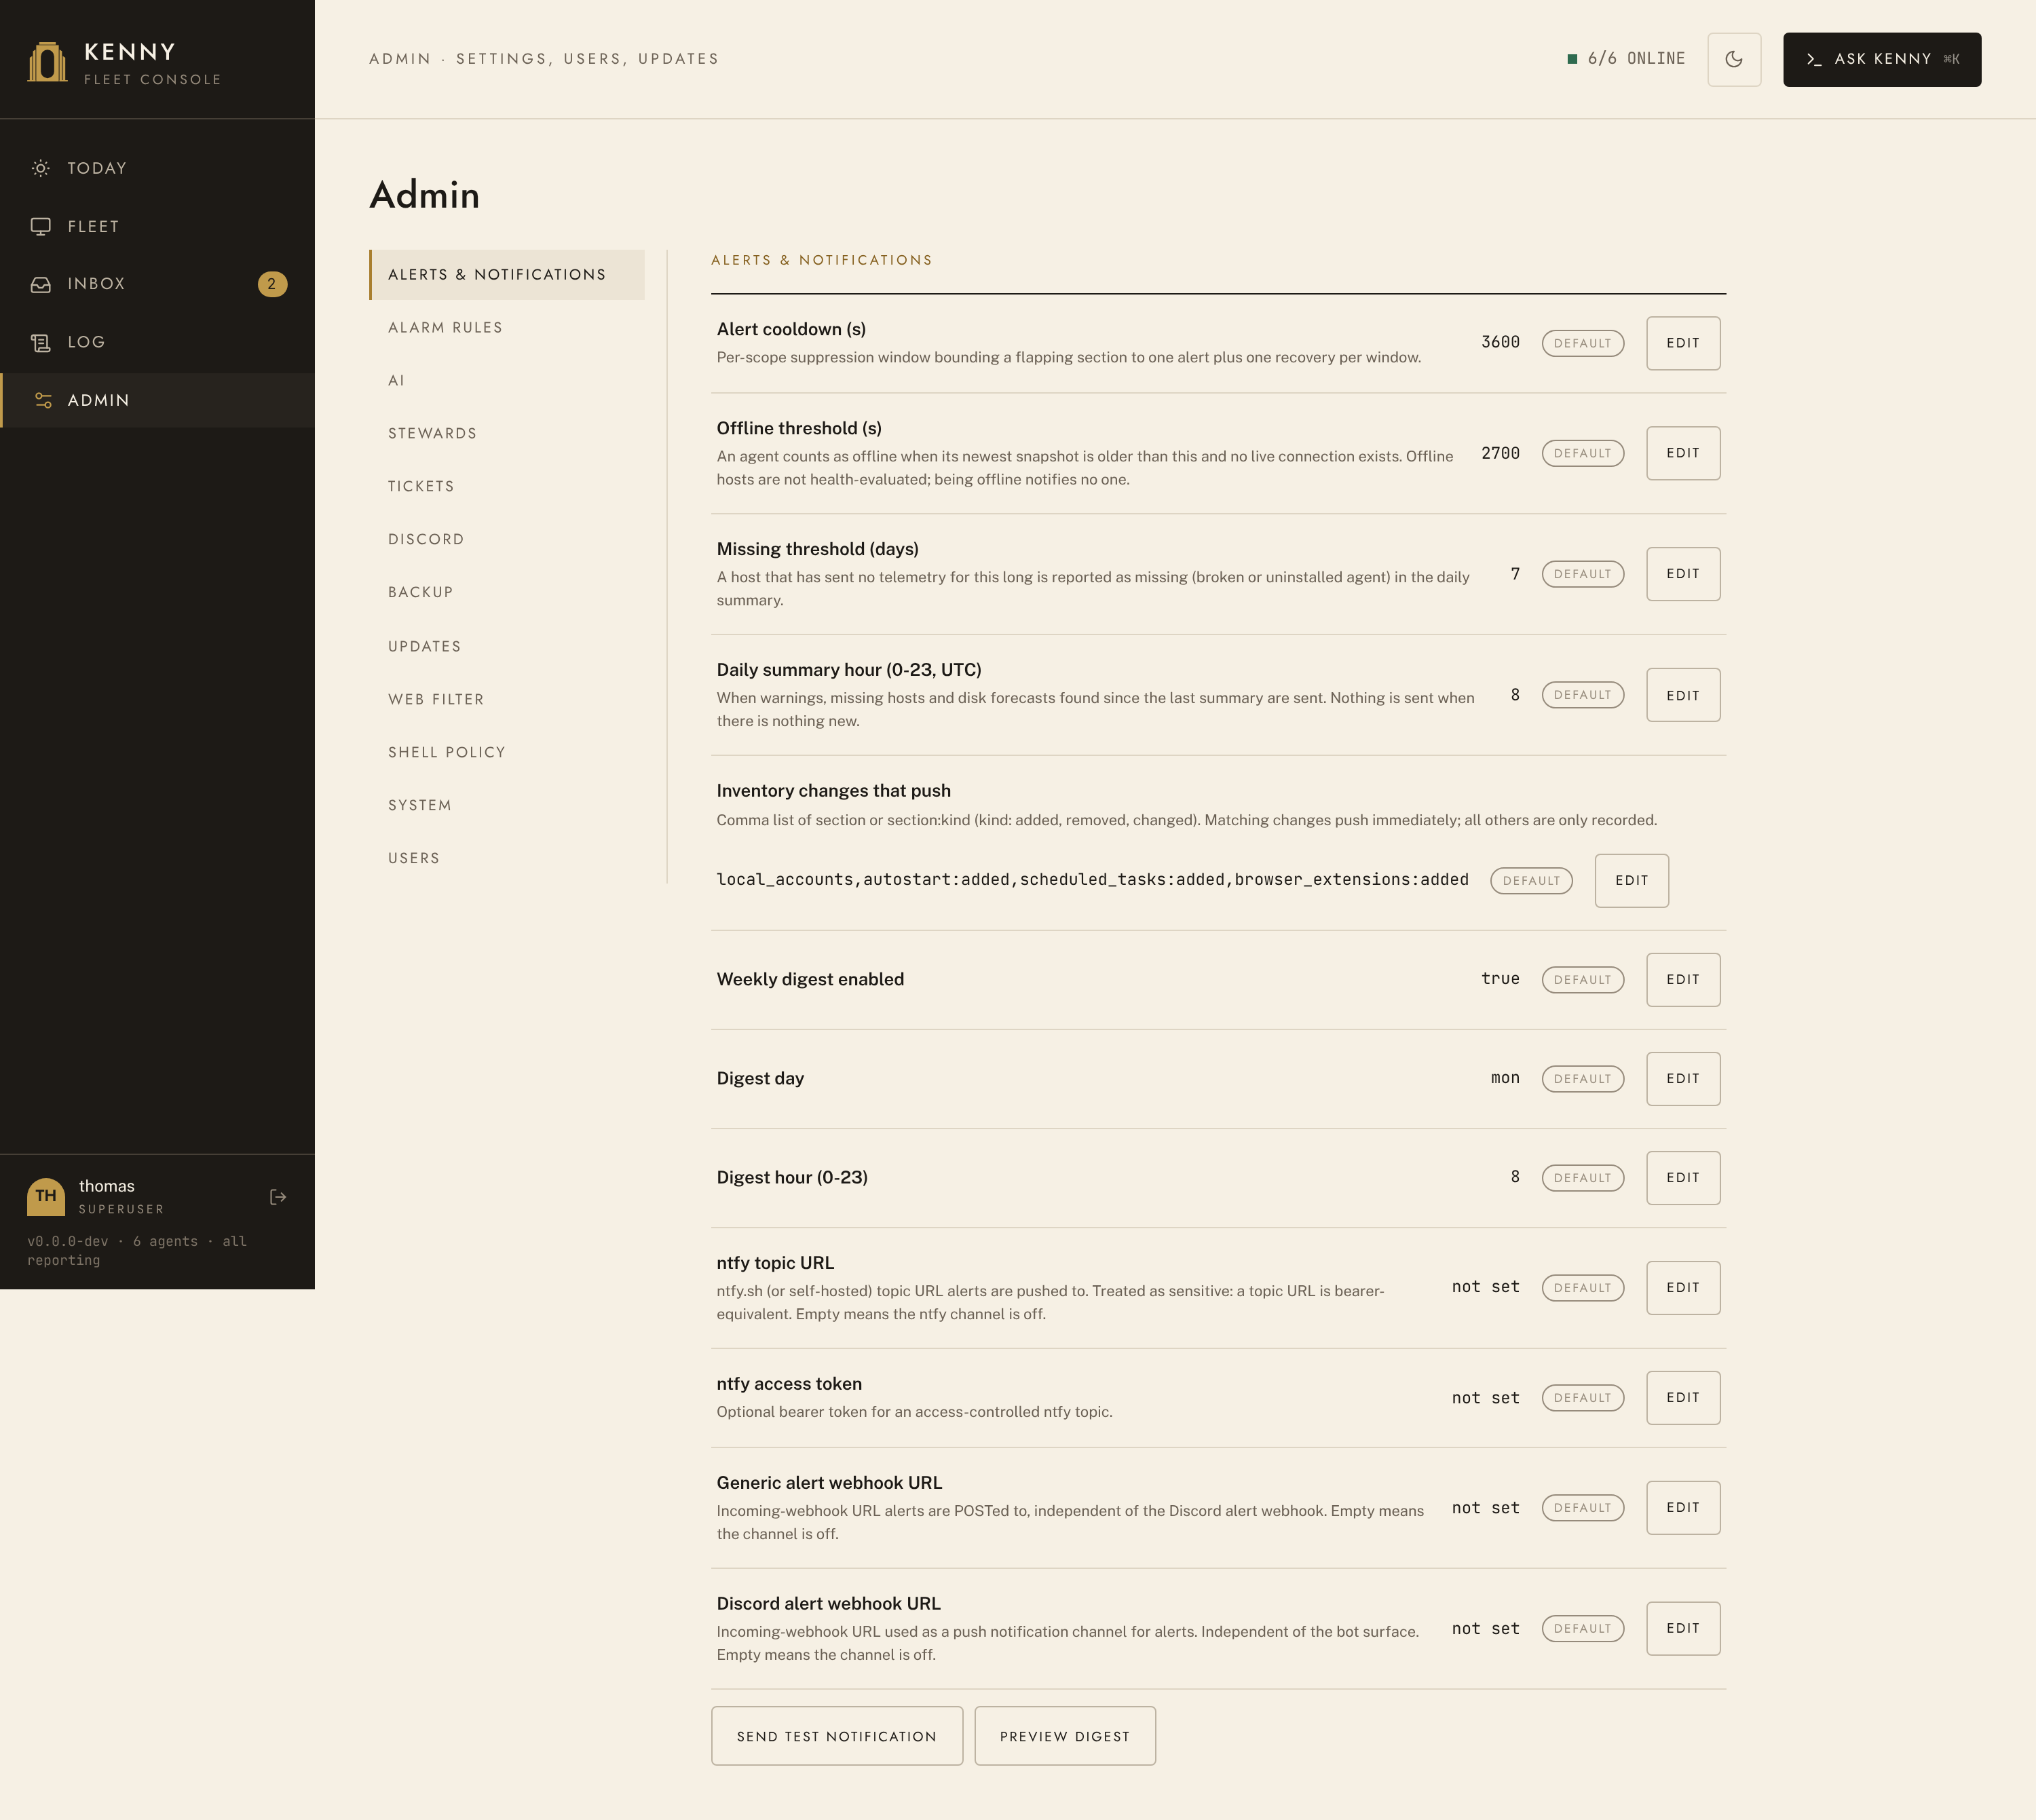 KENNY
FLEET CONSOLE
TODAY
FLEET
INBOX 2
LOG
ADMIN
TH thomas
SUPERUSER
v0.0.0-dev · 6 agents · all
reporting
ADMIN · SETTINGS, USERS, UPDATES
6/6 ONLINE
ASK KENNY ⌘K
Admin
ALERTS & NOTIFICATIONS
ALARM RULES
AI
STEWARDS
TICKETS
DISCORD
BACKUP
UPDATES
WEB FILTER
SHELL POLICY
SYSTEM
USERS
ALERTS & NOTIFICATIONS
Alert cooldown (s)
Per-scope suppression window bounding a flapping section to one alert plus one recovery per window.
3600 DEFAULT EDIT
Offline threshold (s)
An agent counts as offline when its newest snapshot is older than this and no live connection exists. Offline
hosts are not health-evaluated; being offline notifies no one.
2700 DEFAULT EDIT
Missing threshold (days)
A host that has sent no telemetry for this long is reported as missing (broken or uninstalled agent) in the daily
summary.
7 DEFAULT EDIT
Daily summary hour (0-23, UTC)
When warnings, missing hosts and disk forecasts found since the last summary are sent. Nothing is sent when
there is nothing new.
8 DEFAULT EDIT
Inventory changes that push
Comma list of section or section:kind (kind: added, removed, changed). Matching changes push immediately; all others are only recorded.
local_accounts,autostart:added,scheduled_tasks:added,browser_extensions:added DEFAULT EDIT
Weekly digest enabled true DEFAULT EDIT
Digest day mon DEFAULT EDIT
Digest hour (0-23) 8 DEFAULT EDIT
ntfy topic URL
ntfy.sh (or self-hosted) topic URL alerts are pushed to. Treated as sensitive: a topic URL is bearer-
equivalent. Empty means the ntfy channel is off.
not set DEFAULT EDIT
ntfy access token
Optional bearer token for an access-controlled ntfy topic.
not set DEFAULT EDIT
Generic alert webhook URL
Incoming-webhook URL alerts are POSTed to, independent of the Discord alert webhook. Empty means
the channel is off.
not set DEFAULT EDIT
Discord alert webhook URL
Incoming-webhook URL used as a push notification channel for alerts. Independent of the bot surface.
Empty means the channel is off.
not set DEFAULT EDIT
SEND TEST NOTIFICATION PREVIEW DIGEST